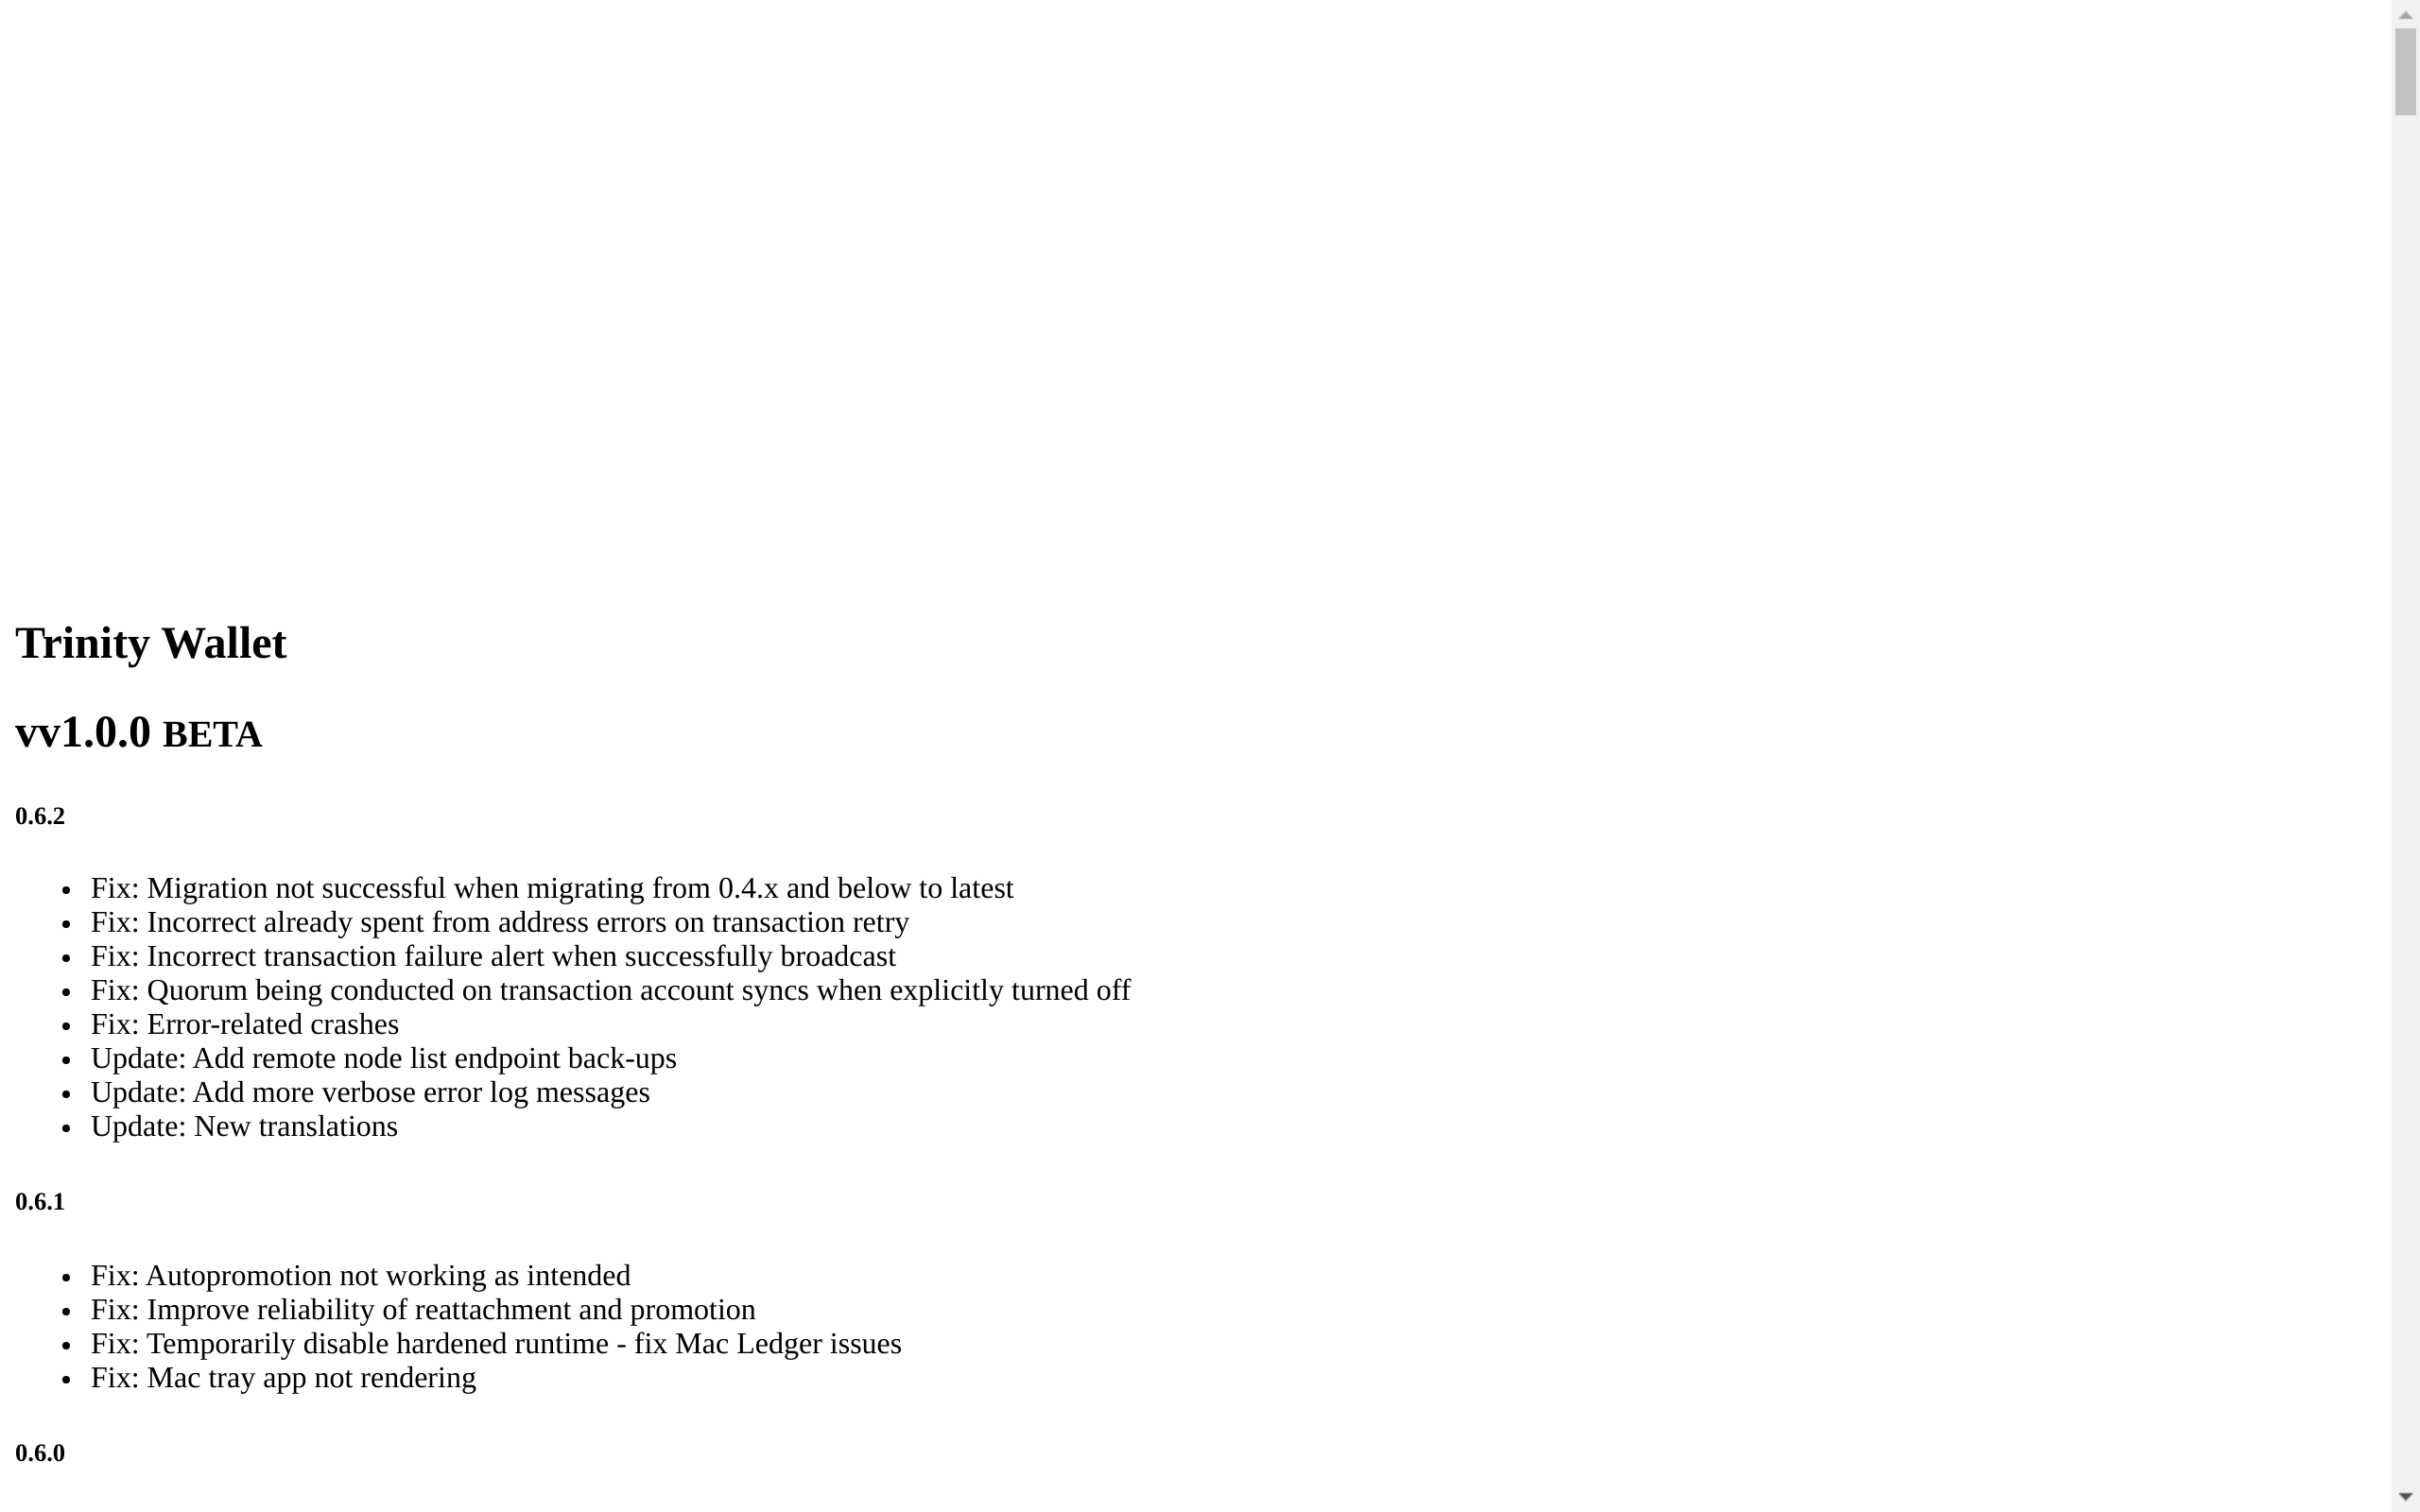 Trinity Wallet
vv1.0.0 BETA
0.6.2
Fix: Migration not successful when migrating from 0.4.x and below to latest
Fix: Incorrect already spent from address errors on transaction retry
Fix: Incorrect transaction failure alert when successfully broadcast
Fix: Quorum being conducted on transaction account syncs when explicitly turned off
Fix: Error-related crashes
Update: Add remote node list endpoint back-ups
Update: Add more verbose error log messages
Update: New translations
0.6.1
Fix: Autopromotion not working as intended
Fix: Improve reliability of reattachment and promotion
Fix: Temporarily disable hardened runtime - fix Mac Ledger issues
Fix: Mac tray app not rendering
0.6.0